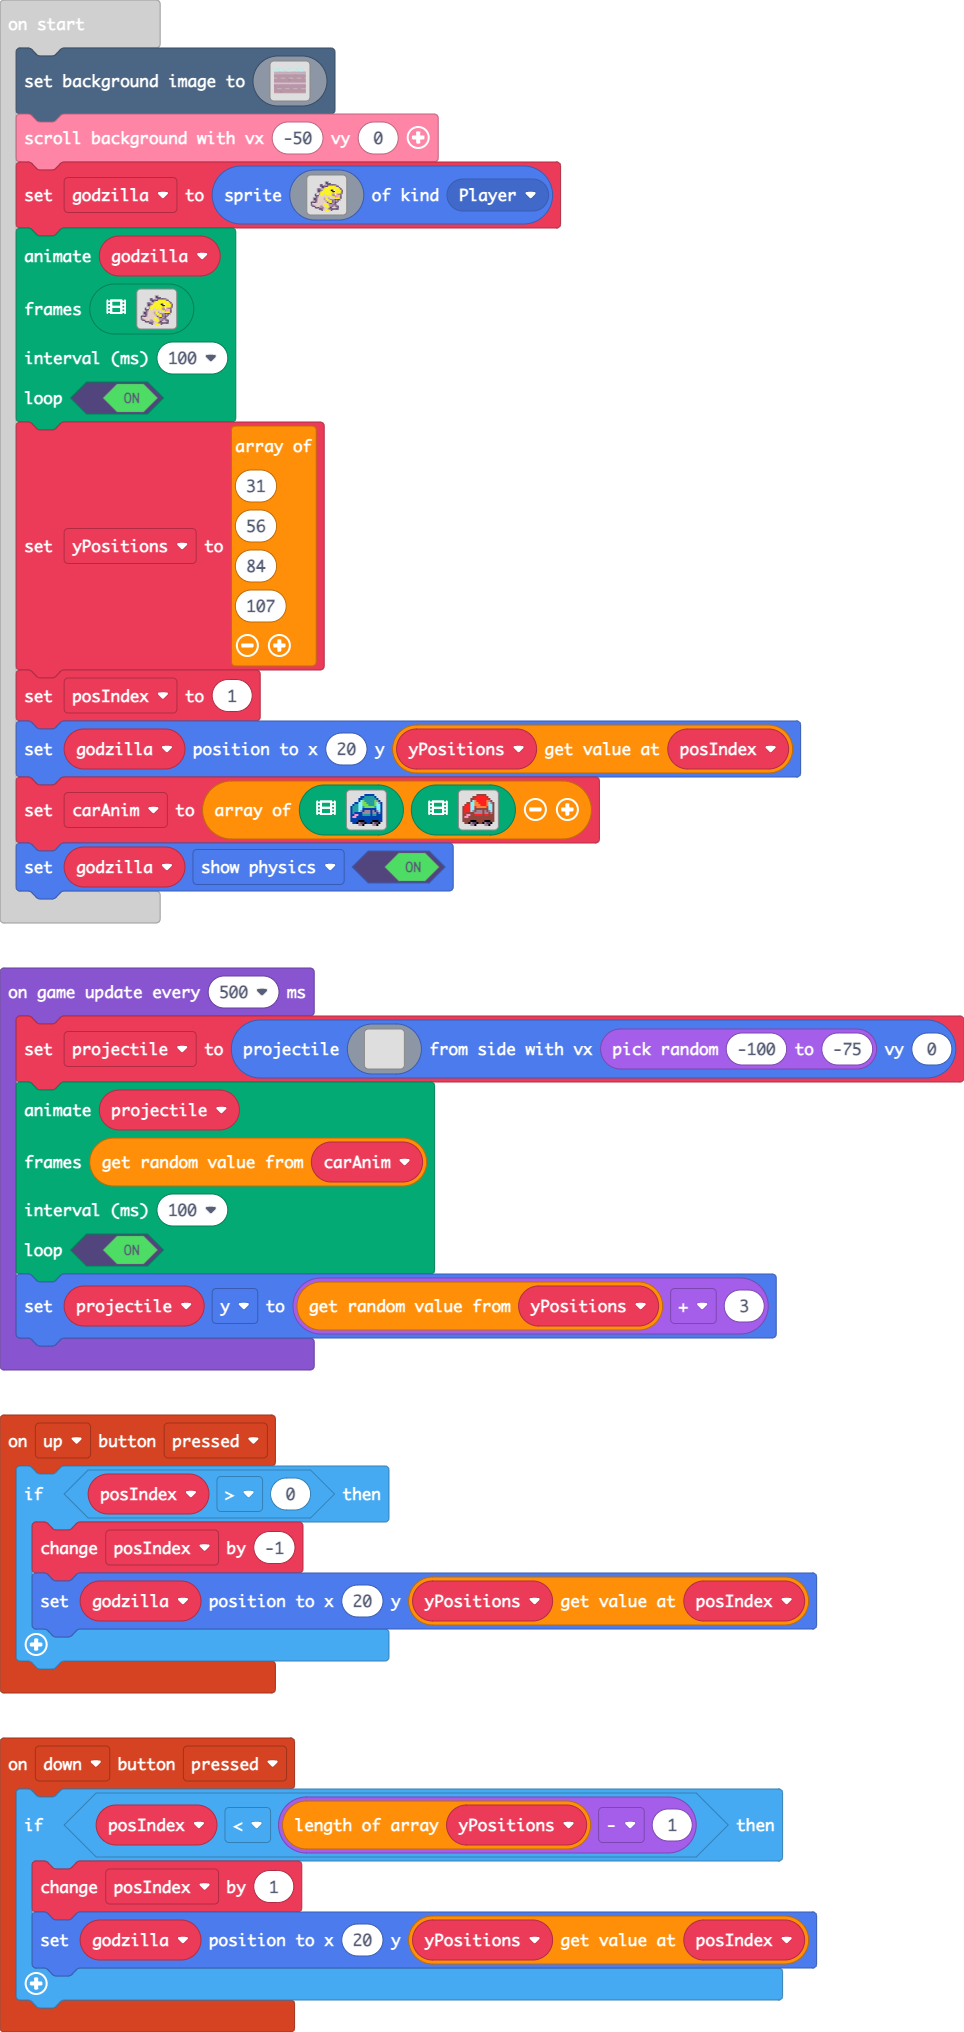 on start
set background image to
scroll background with vx -50 vy 0
set godzilla to sprite of kind Player
animate godzilla
frames
interval (ms) 100
loop ON
array of
31
56
set yPositions to
84
107
set posIndex to 1
set godzilla position to x 20 y yPositions get value at posIndex
set carAnim to array of
set godzilla show physics ON
on game update every 500 ms
set projectile to projectile from side with vx pick random -100 to -75 vy 0
animate projectile
frames get random value from carAnim
interval (ms) 100
loop ON
set projectile y to get random value from yPositions + 3
on up button pressed
if posIndex > 0 then
change posIndex by -1
set godzilla position to x 20 y yPositions get value at posIndex
on down button pressed
if posIndex < length of array yPositions - 1 then
change posIndex by 1
set godzilla position to x 20 y yPositions get value at posIndex